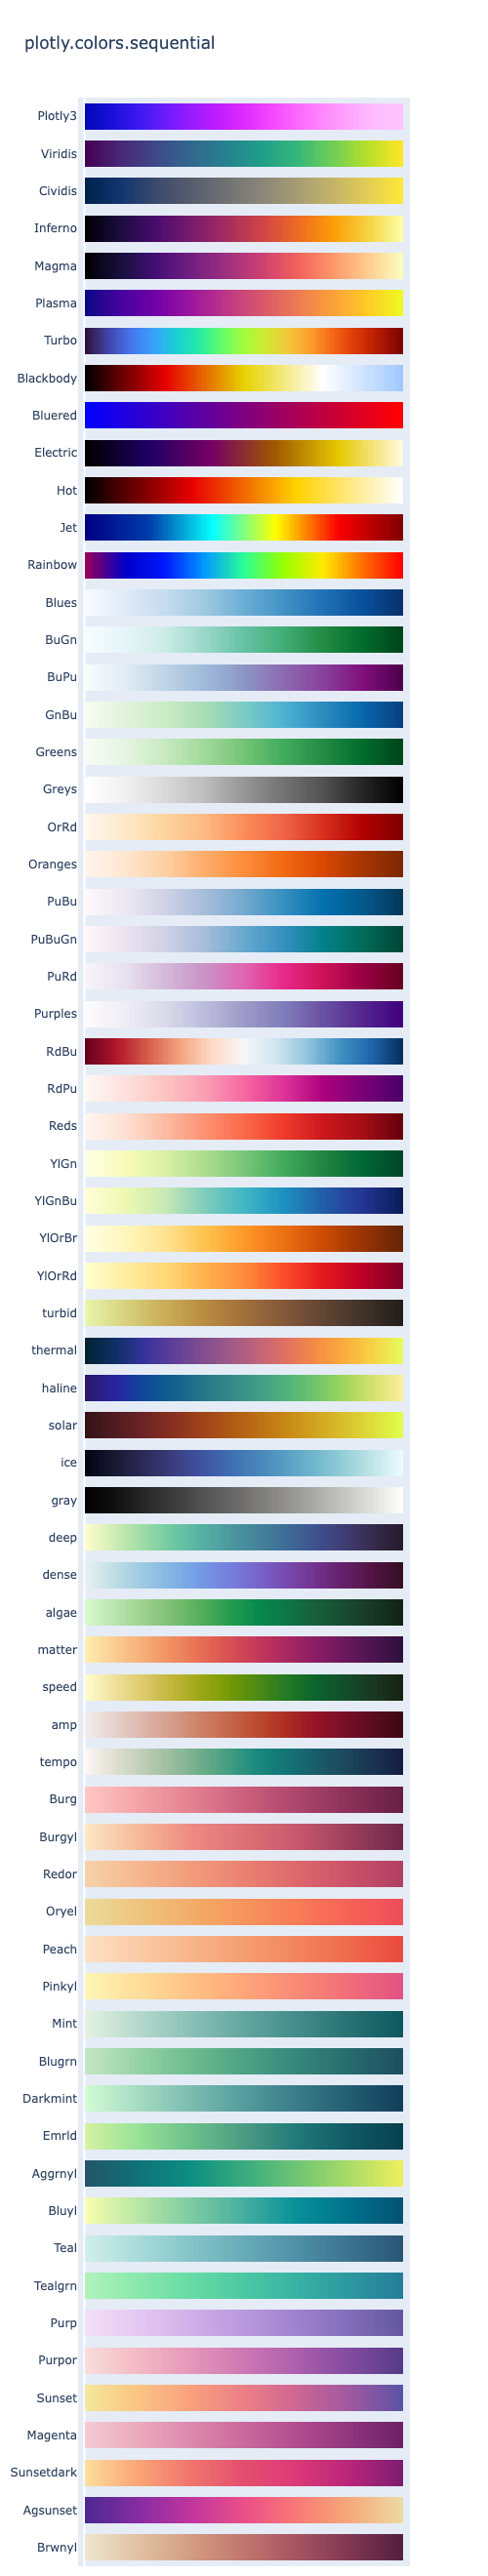 plotly.colors.sequential
Plotly3
Viridis
Cividis
Inferno
Magma
Plasma
Turbo
Blackbody
Bluered
Electric
Hot
Jet
Rainbow
Blues
BuGn
BuPu
GnBu
Greens
Greys
OrRd
Oranges
PuBu
PuBuGn
PuRd
Purples
RdBu
RdPu
Reds
YlGn
YlGnBu
YlOrBr
YlOrRd
turbid
thermal
haline
solar
ice
gray
deep
dense
algae
matter
speed
amp
tempo
Burg
Burgyl
Redor
Oryel
Peach
Pinkyl
Mint
Blugrn
Darkmint
Emrld
Aggrnyl
Bluyl
Teal
Tealgrn
Purp
Purpor
Sunset
Magenta
Sunsetdark
Agsunset
Brwnyl